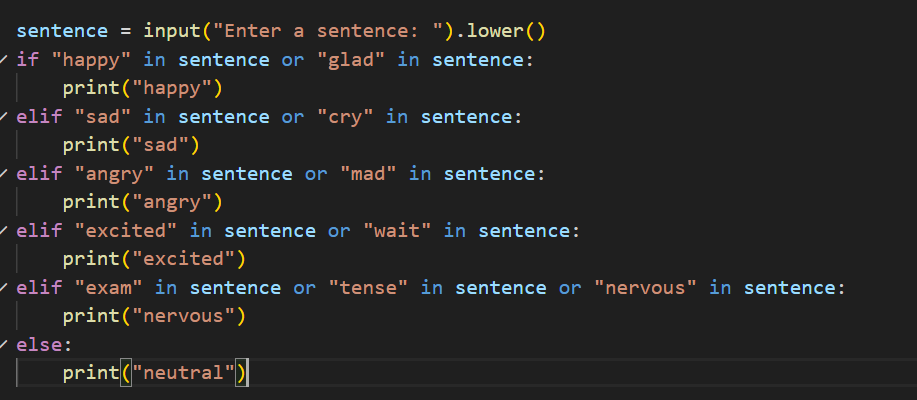 sentence = input("Enter a sentence: ").lower()
if "happy" in sentence or "glad" in sentence:
    print("happy")
elif "sad" in sentence or "cry" in sentence:
    print("sad")
elif "angry" in sentence or "mad" in sentence:
    print("angry")
elif "excited" in sentence or "wait" in sentence:
    print("excited")
elif "exam" in sentence or "tense" in sentence or "nervous" in sentence:
    print("nervous")
else:
    print("neutral")